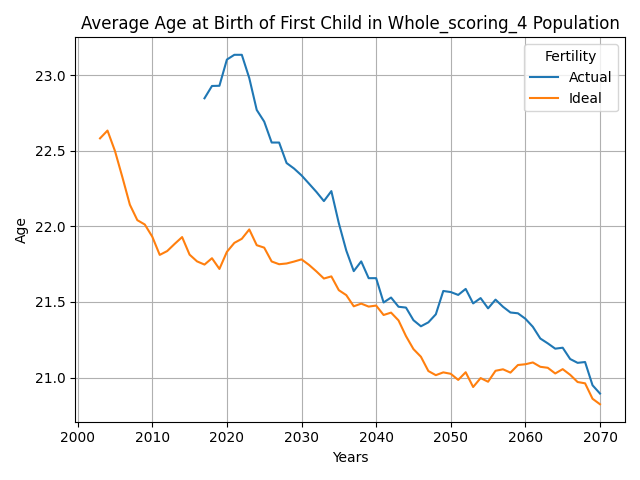 Average Age at Birth of First Child in Whole_scoring_4 Population
Fertility
Actual
Ideal
23.0
22.5
22.0
21.5
21.0
Age
2000 2010 2020 2030 2040 2050 2060 2070
Years